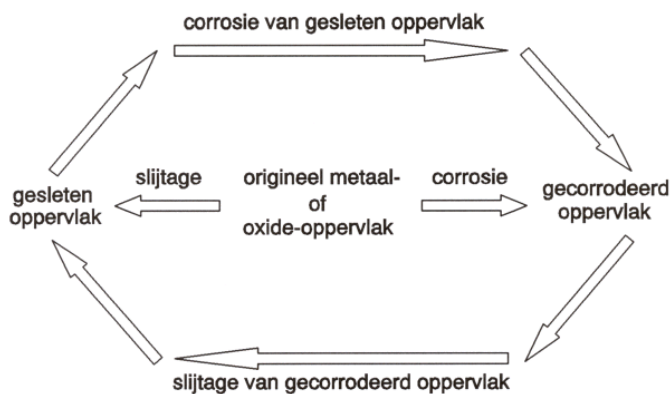 corrosie van gesleten oppervlak
slijtage
origineel metaal-
of
oxide-oppervlak
corrosie
gesleten
oppervlak
gecorrodeerd
oppervlak
slijtage van gecorrodeerd oppervlak